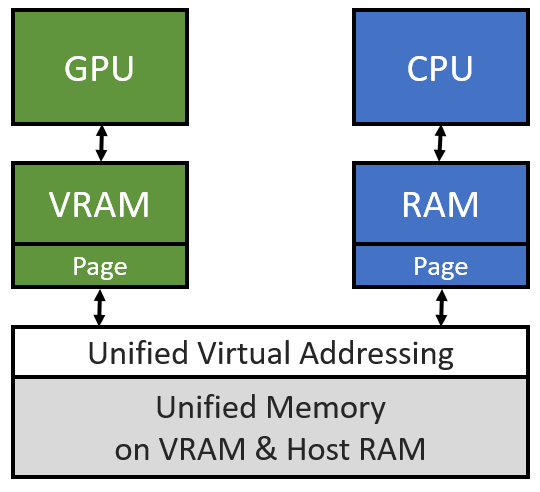 GPU
CPU
VRAM
RAM
Page
Page
Unified Virtual Addressing
Unified Memory
on VRAM & Host RAM